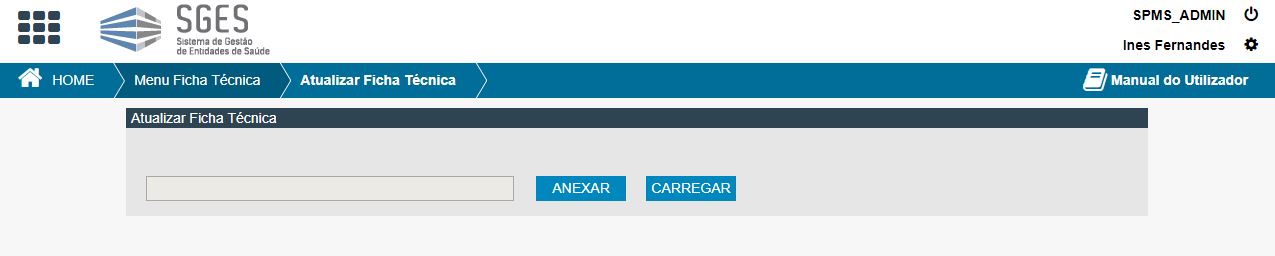 SGES
Sistema de Gestão
de Entidades de Saúde
SPMS_ADMIN
Ines Fernandes
HOME
Menu Ficha Técnica
Atualizar Ficha Técnica
Manual do Utilizador
Atualizar Ficha Técnica
ANEXAR
CARREGAR